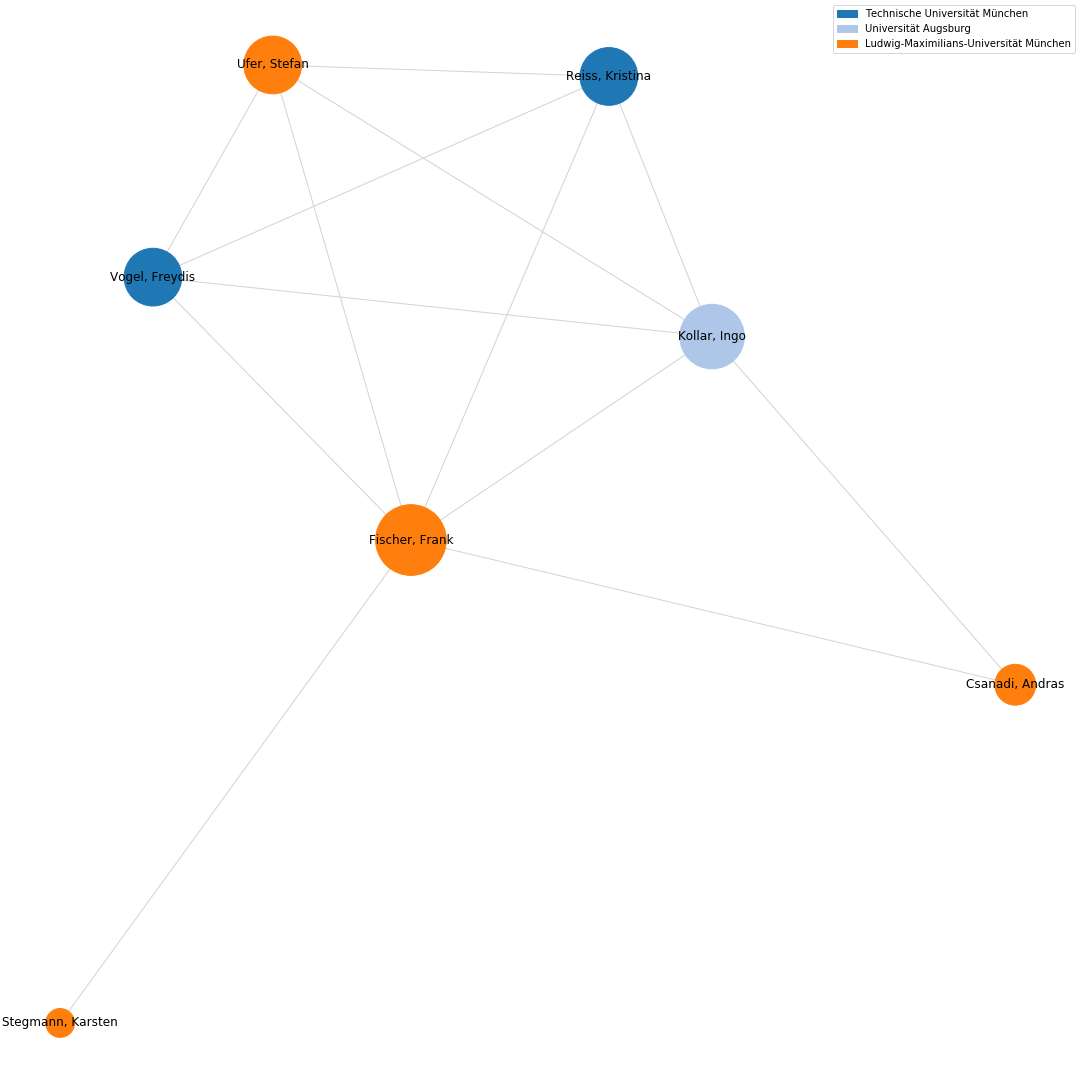 Technische Universität München
Universität Augsburg
Ludwig-Maximilians-Universität München
Ufer, Stefan
Reiss, Kristina
Vogel, Freydis
Kollar, Ingo
Fischer, Frank
Csanadi, Andras
Stegmann, Karsten